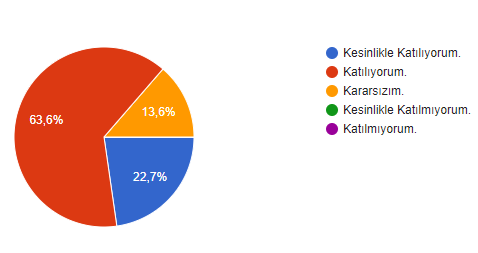 Kesinlikle Katılıyorum.
Katılıyorum.
Kararsızım.
Kesinlikle Katılmıyorum.
Katılmıyorum.
63,6%
13,6%
22,7%